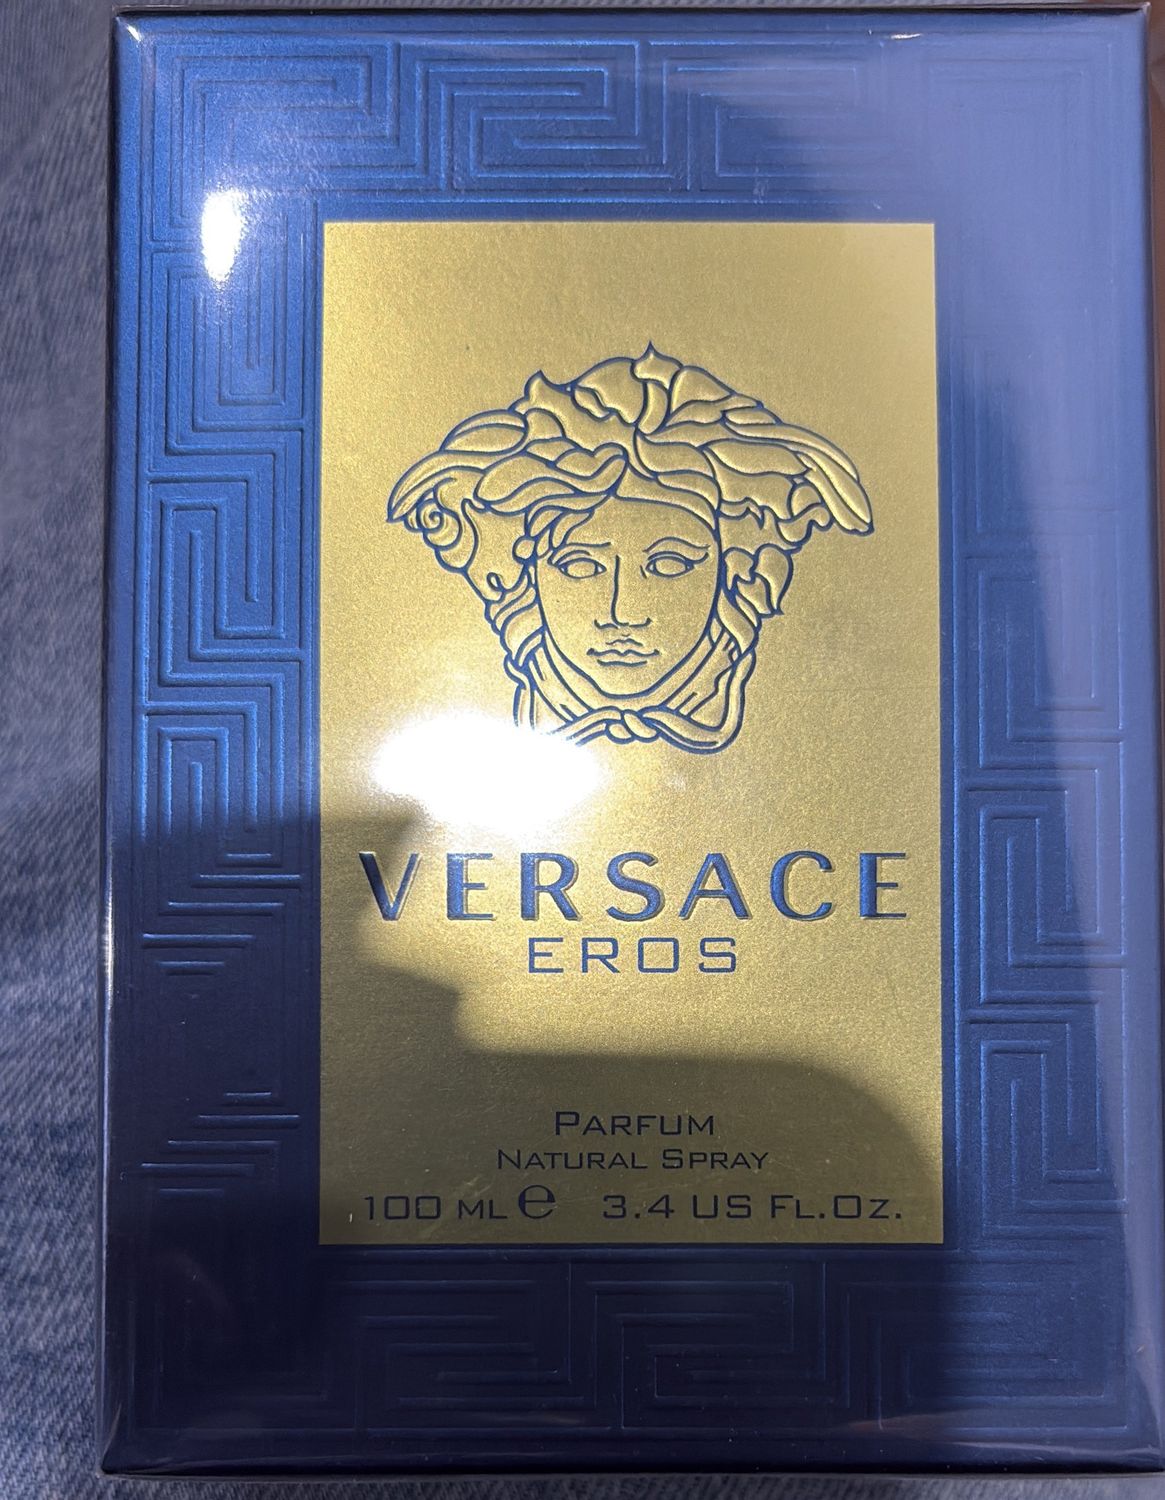 VERSACE
EROS
PARFUM
NATURAL SPRAY
100 ML ℮ 3.4 US FL.OZ.